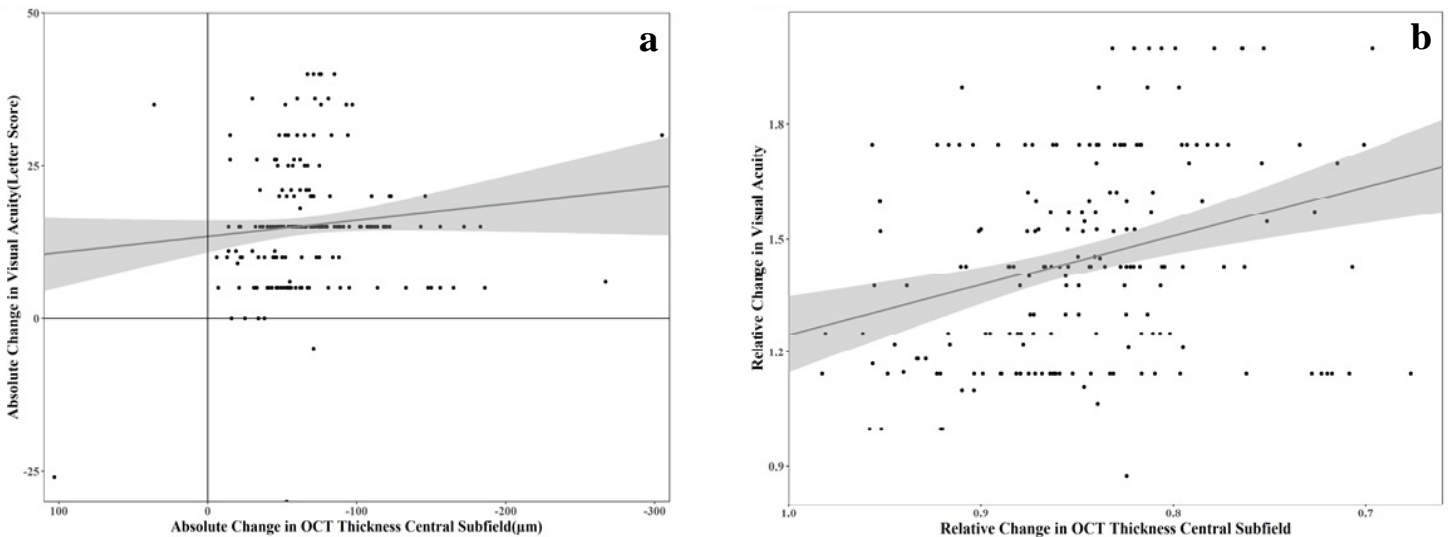 a
Absolute Change in Visual Acuity(Letter Score)
50
25
0
-25
100
0
-100
-200
-300
Absolute Change in OCT Thickness Central Subfield(μm)
b
Relative Change in Visual Acuity
1.8
1.5
1.2
0.9
1.0
0.9
0.8
0.7
Relative Change in OCT Thickness Central Subfield